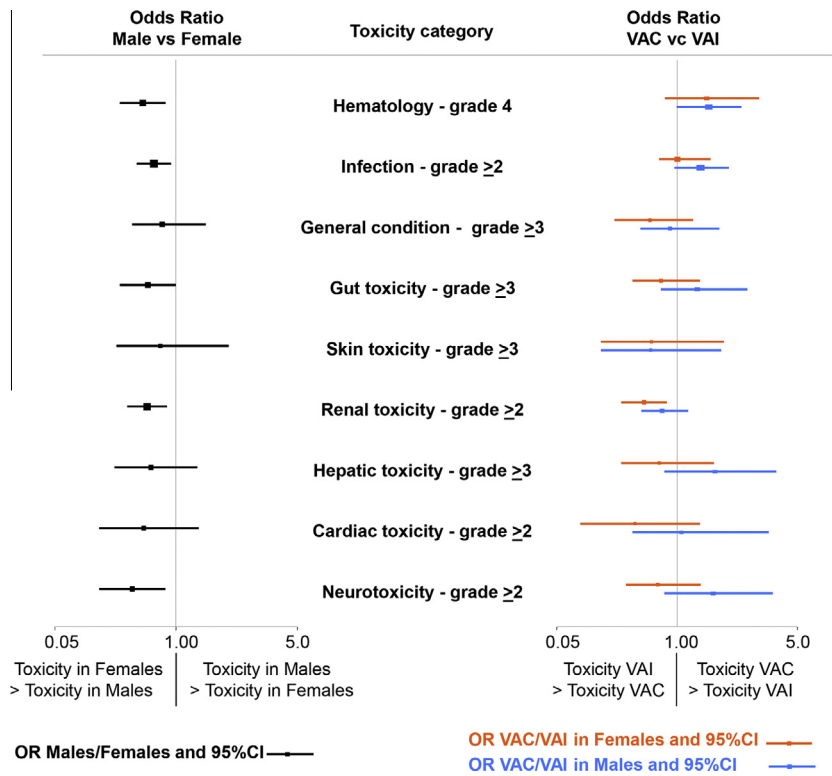 Odds Ratio
Male vs Female
Toxicity category
Odds Ratio
VAC vc VAI
Hematology - grade 4
Infection - grade ≥2
General condition - grade ≥3
Gut toxicity - grade ≥3
Skin toxicity - grade ≥3
Renal toxicity - grade ≥2
Hepatic toxicity - grade ≥3
Cardiac toxicity - grade ≥2
Neurotoxicity - grade ≥2
0.05 1.00 5.0
0.05 1.00 5.0
Toxicity in Females
> Toxicity in Males
Toxicity in Males
> Toxicity in Females
Toxicity VAI
> Toxicity VAC
Toxicity VAC
> Toxicity VAI
OR Males/Females and 95%CI
OR VAC/VAI in Females and 95%CI
OR VAC/VAI in Males and 95%CI